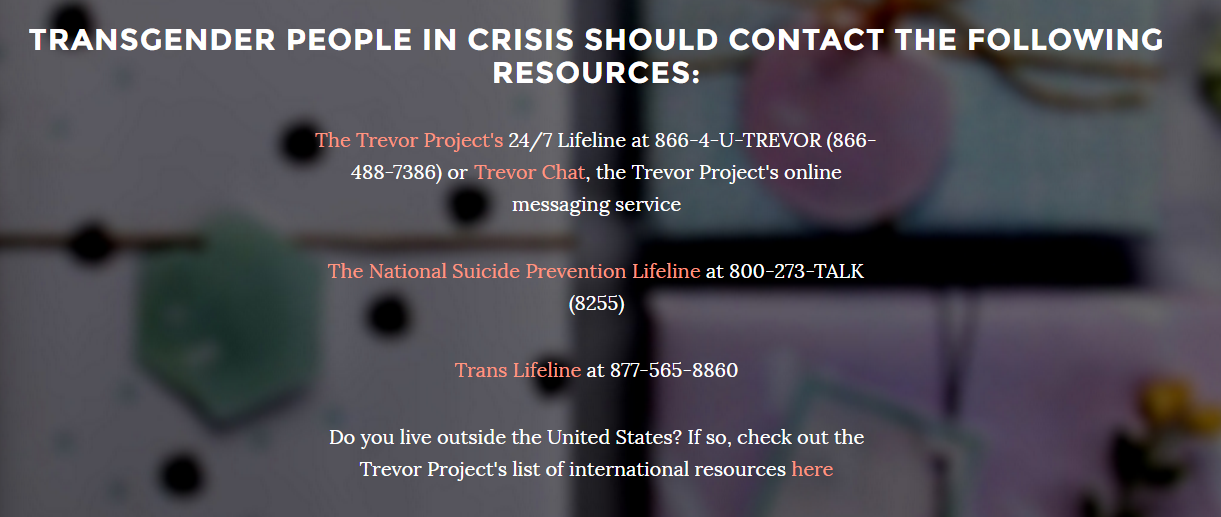 TRANSGENDER PEOPLE IN CRISIS SHOULD CONTACT THE FOLLOWING
RESOURCES:
The Trevor Project's 24/7 Lifeline at 866-4-U-TREVOR (866-
488-7386) or Trevor Chat, the Trevor Project's online
messaging service
The National Suicide Prevention Lifeline at 800-273-TALK
(8255)
Trans Lifeline at 877-565-8860
Do you live outside the United States? If so, check out the
Trevor Project's list of international resources here